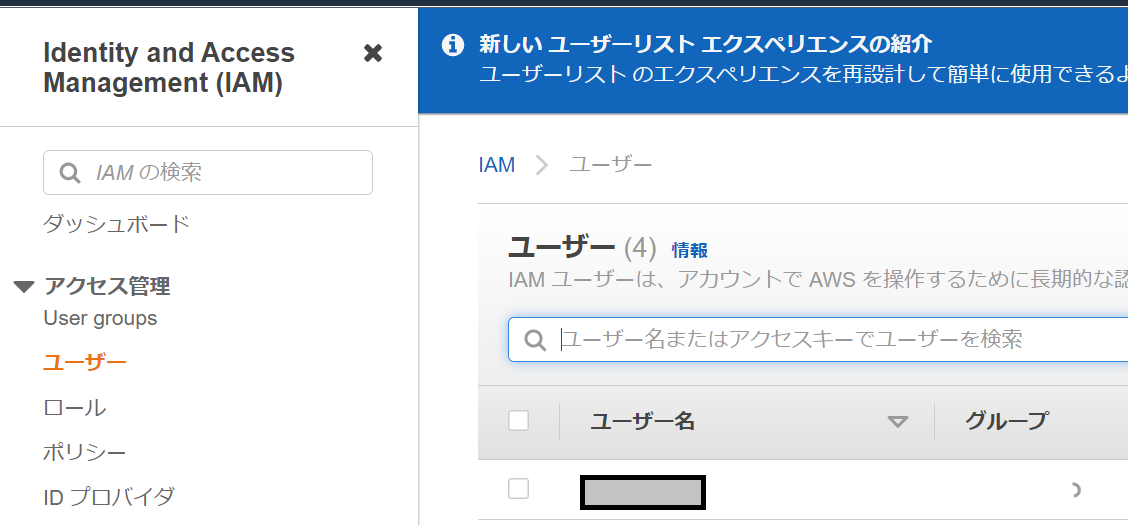 Identity and Access
Management (IAM)
新しい ユーザーリスト エクスペリエンスの紹介
ユーザーリスト のエクスペリエンスを再設計して簡単に使用できるよ
IAM の検索
ダッシュボード
アクセス管理
User groups
ユーザー
ロール
ポリシー
ID プロバイダ
IAM
ユーザー
ユーザー (4) 情報
IAM ユーザーは、アカウントで AWS を操作するために長期的な認
ユーザー名またはアクセスキーでユーザーを検索
ユーザー名
グループ